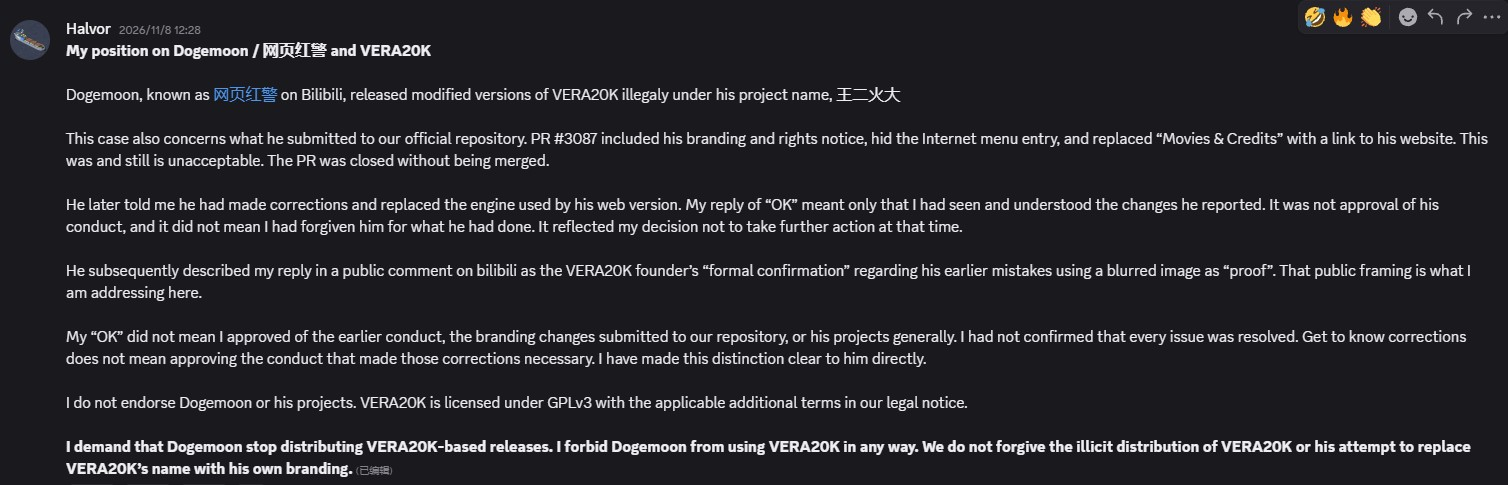 Halvor 2026/11/8 12:28
My position on Dogemoon / 网页红警 and VERA20K
Dogemoon, known as 网页红警 on Bilibili, released modified versions of VERA20K illegaly under his project name, 王二火大
This case also concerns what he submitted to our official repository. PR #3087 included his branding and rights notice, hid the Internet menu entry, and replaced “Movies & Credits” with a link to his website. This
was and still is unacceptable. The PR was closed without being merged.
He later told me he had made corrections and replaced the engine used by his web version. My reply of “OK” meant only that I had seen and understood the changes he reported. It was not approval of his
conduct, and it did not mean I had forgiven him for what he had done. It reflected my decision not to take further action at that time.
He subsequently described my reply in a public comment on bilibili as the VERA20K founder’s “formal confirmation” regarding his earlier mistakes using a blurred image as “proof”. That public framing is what I
am addressing here.
My “OK” did not mean I approved of the earlier conduct, the branding changes submitted to our repository, or his projects generally. I had not confirmed that every issue was resolved. Get to know corrections
does not mean approving the conduct that made those corrections necessary. I have made this distinction clear to him directly.
I do not endorse Dogemoon or his projects. VERA20K is licensed under GPLv3 with the applicable additional terms in our legal notice.
I demand that Dogemoon stop distributing VERA20K-based releases. I forbid Dogemoon from using VERA20K in any way. We do not forgive the illicit distribution of VERA20K or his attempt to replace
VERA20K’s name with his own branding. (已编辑)